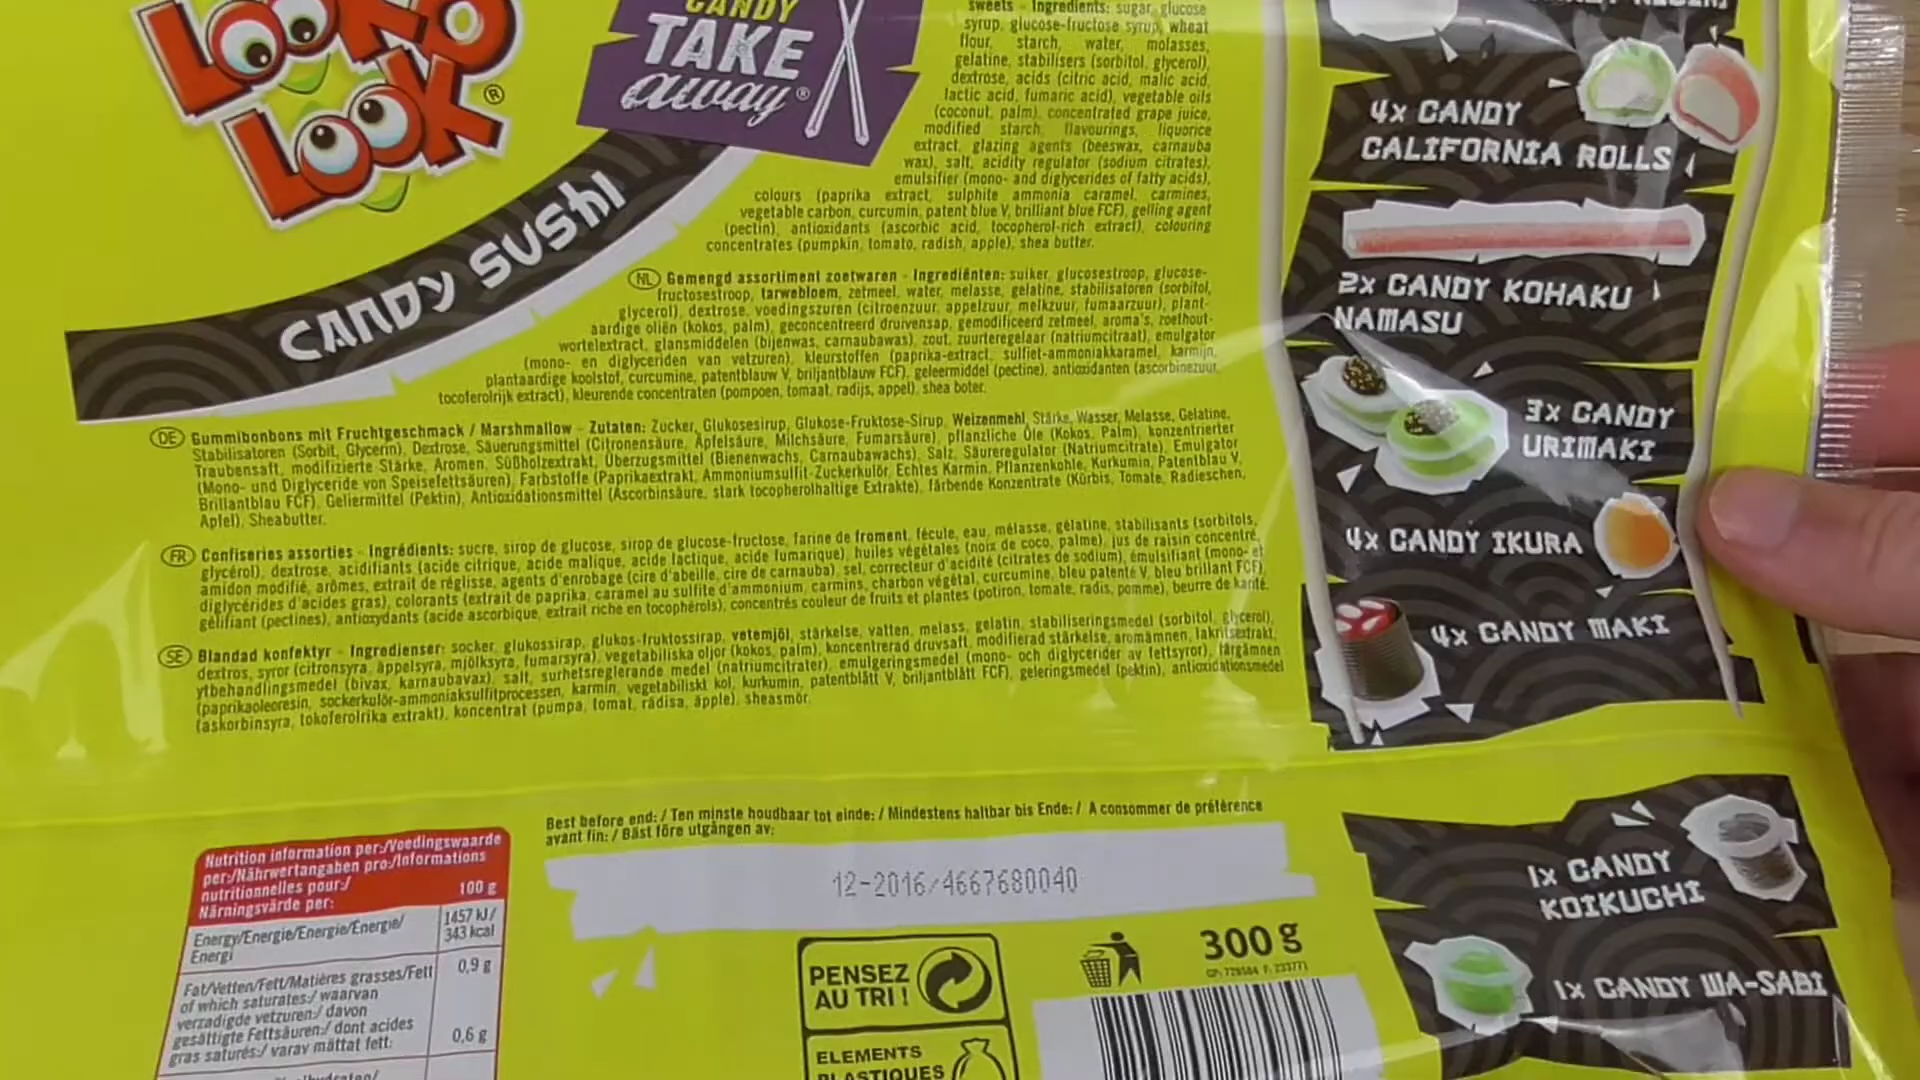 LOOK O
LOOK®
CANDY
TAKE
away®
CANDY SUSHI
sweets - Ingredients: sugar, glucose
syrup, glucose-fructose syrup, wheat
flour, starch, water, molasses,
gelatine, stabilisers (sorbitol, glycerol),
dextrose, acids (citric acid, malic acid,
lactic acid, fumaric acid), vegetable oils
(coconut, palm), concentrated grape juice,
modified starch, flavourings, liquorice
extract, glazing agents (beeswax, carnauba
wax), salt, acidity regulator (sodium citrates),
emulsifier (mono- and diglycerides of fatty acids),
colours (paprika extract, sulphite ammonia caramel, carmines,
vegetable carbon, curcumin, patent blue V, brilliant blue FCF), gelling agent
(pectin), antioxidants (ascorbic acid, tocopherol-rich extract), colouring
concentrates (pumpkin, tomato, radish, apple), shea butter.
NL Gemengd assortiment zoetwaren - Ingrediënten: suiker, glucosestroop, glucose-
fructosestroop, tarwebloem, zetmeel, water, melasse, gelatine, stabilisatoren (sorbitol,
glycerol), dextrose, voedingszuren (citroenzuur, appelzuur, melkzuur, fumaarzuur), plant-
aardige oliën (kokos, palm), geconcentreerd druivensap, gemodificeerd zetmeel, aroma's, zoethout-
wortelextract, glansmiddelen (bijenwas, carnaubawas), zout, zuurteregelaar (natriumcitraat), emulgator
(mono- en diglyceriden van vetzuren), kleurstoffen (paprika-extract, sulfiet-ammoniakkaramel, karmijn,
plantaardige koolstof, curcumine, patentblauw V, briljantblauw FCF), geleermiddel (pectine), antioxidanten (ascorbinezuur,
tocoferolrijk extract), kleurende concentraten (pompoen, tomaat, radijs, appel), shea boter.
DE Gummibonbons mit Fruchtgeschmack / Marshmallow - Zutaten: Zucker, Glukosesirup, Glukose-Fruktose-Sirup, Weizenmehl, Stärke, Wasser, Melasse, Gelatine,
Stabilisatoren (Sorbit, Glycerin), Dextrose, Säuerungsmittel (Citronensäure, Apfelsäure, Milchsäure, Fumarsäure), pflanzliche Öle (Kokos, Palm), konzentrierter
Traubensaft, modifizierte Stärke, Aromen, Süßholzextrakt, Überzugsmittel (Bienenwachs, Carnaubawachs), Salz, Säureregulator (Natriumcitrate), Emulgator
(Mono- und Diglyceride von Speisefettsäuren), Farbstoffe (Paprikaextrakt, Ammoniumsulfit-Zuckerkulör, Echtes Karmin, Pflanzenkohle, Kurkumin, Patentblau V,
Brillantblau FCF), Geliermittel (Pektin), Antioxidationsmittel (Ascorbinsäure, stark tocopherolhaltige Extrakte), färbende Konzentrate (Kürbis, Tomate, Radieschen,
Apfel), Sheabutter.
FR Confiseries assorties - Ingrédients: sucre, sirop de glucose, sirop de glucose-fructose, farine de froment, fécule, eau, mélasse, gélatine, stabilisants (sorbitols,
glycérol), dextrose, acidifiants (acide citrique, acide malique, acide lactique, acide fumarique), huiles végétales (noix de coco, palme), jus de raisin concentré,
amidon modifié, arômes, extrait de réglisse, agents d'enrobage (cire d'abeille, cire de carnauba), sel, correcteur d'acidité (citrates de sodium), émulsifiant (mono- et
diglycérides d'acides gras), colorants (extrait de paprika, caramel au sulfite d'ammonium, carmins, charbon végétal, curcumine, bleu patenté V, bleu brillant FCF),
gélifiant (pectines), antioxydants (acide ascorbique, extrait riche en tocophérols), concentrés couleur de fruits et plantes (potiron, tomate, radis, pomme), beurre de karité.
SE Blandad konfektyr - Ingredienser: socker, glukossirap, glukos-fruktossirap, vetemjöl, stärkelse, vatten, melass, gelatin, stabiliseringsmedel (sorbitol, glycerol),
dextros, syror (citronsyra, äppelsyra, mjölksyra, fumarsyra), vegetabiliska oljor (kokos, palm), koncentrerad druvsaft, modifierad stärkelse, aromämnen, lakritsextrakt,
ytbehandlingsmedel (bivax, karnaubavax), salt, surhetsreglerande medel (natriumcitrater), emulgeringsmedel (mono- och diglycerider av fettsyror), färgämnen
(paprikaoleoresin, sockerkulör-ammoniaksulfitprocessen, karmin, vegetabiliskt kol, kurkumin, patentblått V, briljantblått FCF), geleringsmedel (pektin), antioxidationsmedel
(askorbinsyra, tokoferolrika extrakt), koncentrat (pumpa, tomat, rädisa, äpple), sheasmör.
4x CANDY
CALIFORNIA ROLLS
2x CANDY KOHAKU
NAMASU
3x CANDY
URIMAKI
4x CANDY IKURA
4x CANDY MAKI
1x CANDY
KOIKUCHI
1x CANDY WA-SABI
Best before end: / Ten minste houdbaar tot einde: / Mindestens haltbar bis Ende: / A consommer de préférence
avant fin: / Bäst före utgången av:
12-2016/4667680040
Nutrition information per:/Voedingswaarde
per:/Nährwertangaben pro:/Informations
nutritionnelles pour:/
Näringsvärde per:
100 g
Energy/Energie/Energie/Énergie/
Energi
1457 kJ/
343 kcal
Fat/Vetten/Fett/Matières grasses/Fett
0,9 g
of which saturates:/ waarvan
verzadigde vetzuren:/ davon
gesättigte Fettsäuren:/ dont acides
gras saturés:/ varav mättat fett:
0,6 g
PENSEZ
AU TRI !
ELEMENTS
PLASTIQUES
300 g